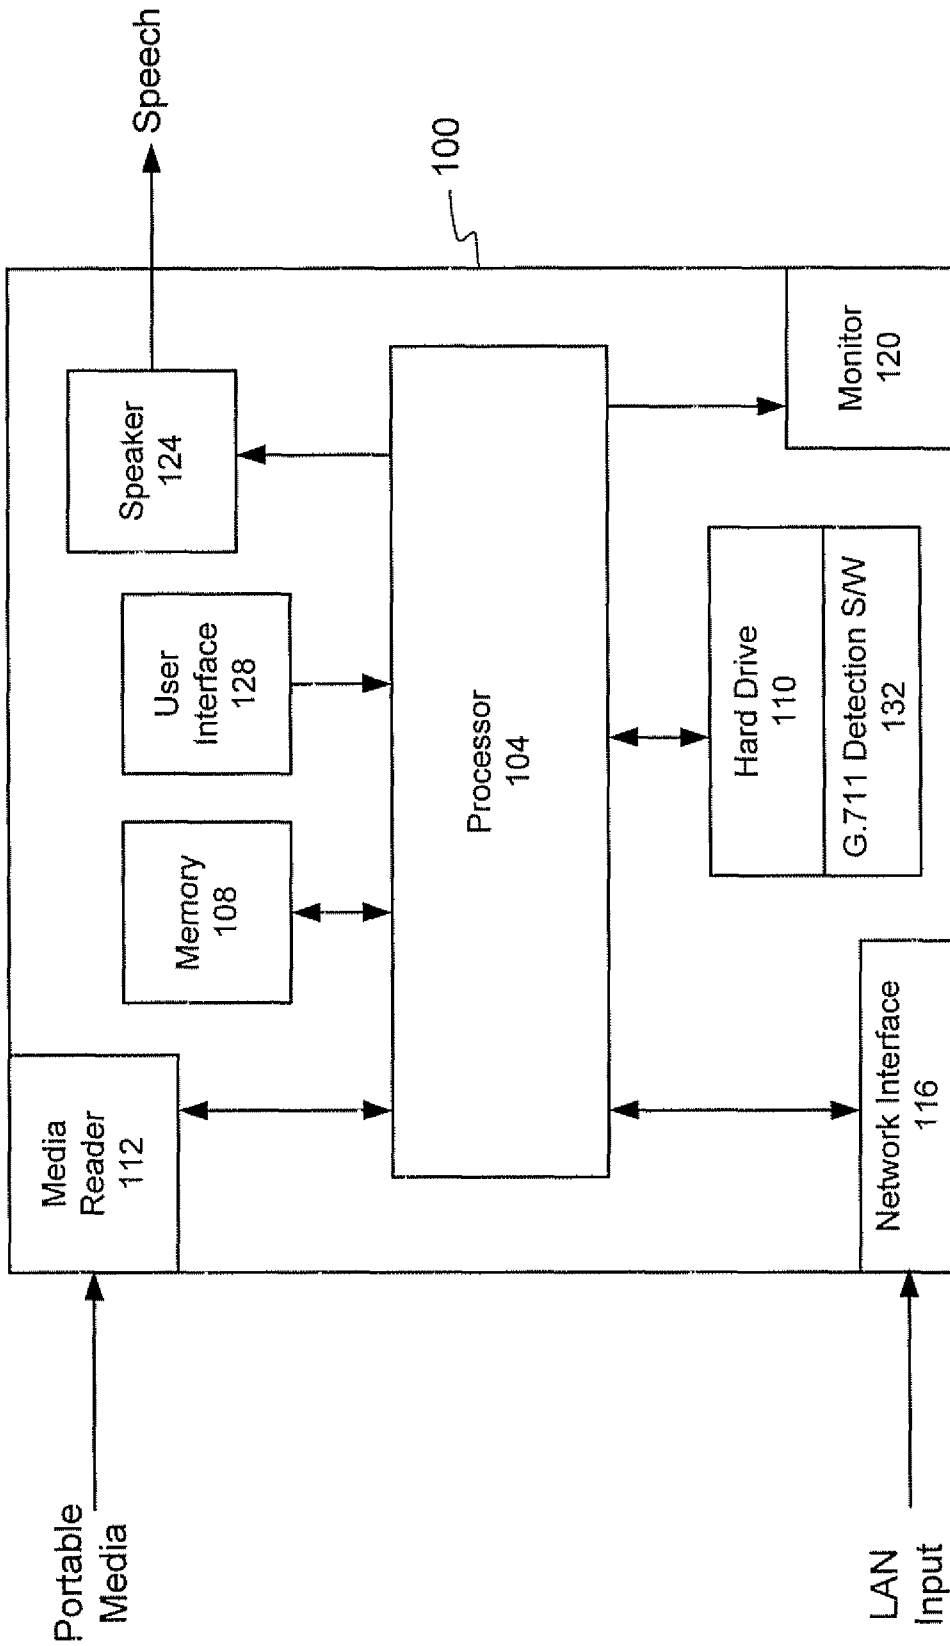 Portable
Media
Media
Reader
112
Memory
108
User
Interface
128
Speaker
124
Speech
Processor
104
100
LAN
Input
Network Interface
116
Hard Drive
110
G.711 Detection S/W
132
Monitor
120